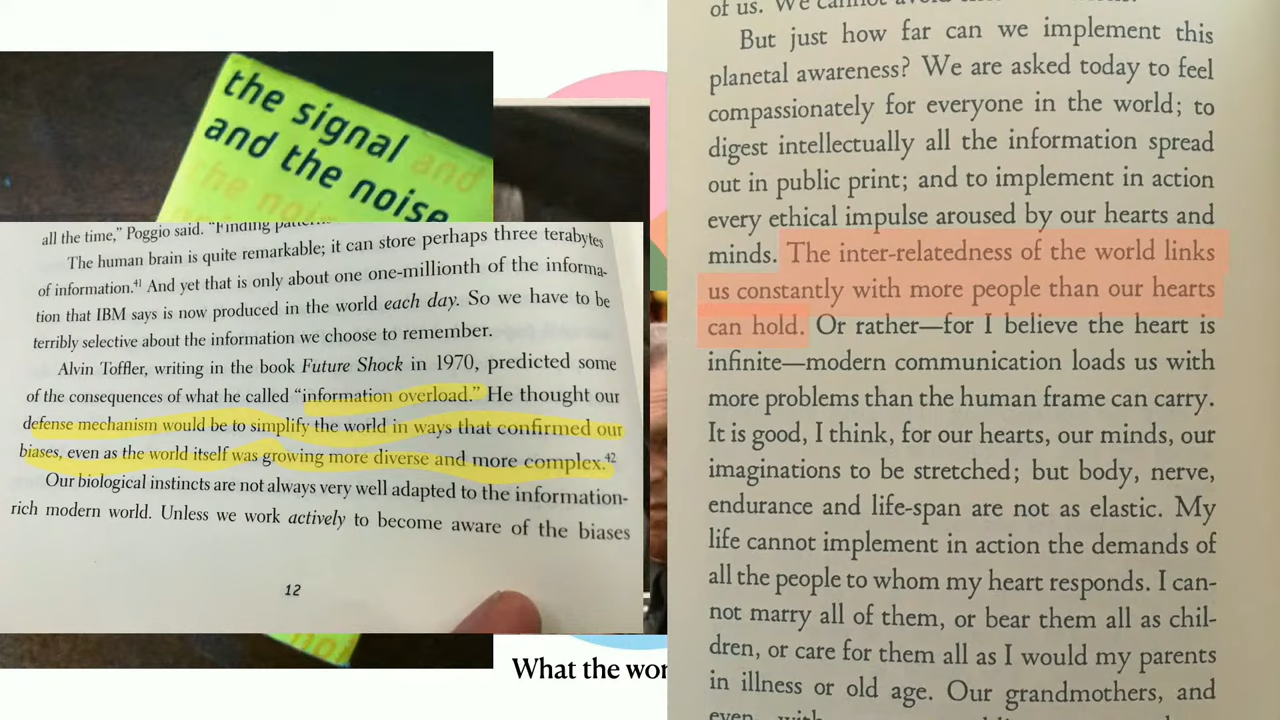 the signal and
and the noise
the noise
all the time,” Poggio said. “Finding
The human brain is quite remarkable; it can store perhaps three terabytes
of information.⁴¹ And yet that is only about one one-millionth of the informa-
tion that IBM says is now produced in the world each day. So we have to be
terribly selective about the information we choose to remember.
Alvin Toffler, writing in the book Future Shock in 1970, predicted some
of the consequences of what he called “information overload.” He thought our
defense mechanism would be to simplify the world in ways that confirmed our
biases, even as the world itself was growing more diverse and more complex.⁴²
Our biological instincts are not always very well adapted to the information-
rich modern world. Unless we work actively to become aware of the biases
12
What the wor
of us. We cannot avoid
But just how far can we implement this
planetal awareness? We are asked today to feel
compassionately for everyone in the world; to
digest intellectually all the information spread
out in public print; and to implement in action
every ethical impulse aroused by our hearts and
minds. The inter-relatedness of the world links
us constantly with more people than our hearts
can hold. Or rather—for I believe the heart is
infinite—modern communication loads us with
more problems than the human frame can carry.
It is good, I think, for our hearts, our minds, our
imaginations to be stretched; but body, nerve,
endurance and life-span are not as elastic. My
life cannot implement in action the demands of
all the people to whom my heart responds. I can-
not marry all of them, or bear them all as chil-
dren, or care for them all as I would my parents
in illness or old age. Our grandmothers, and
even, with